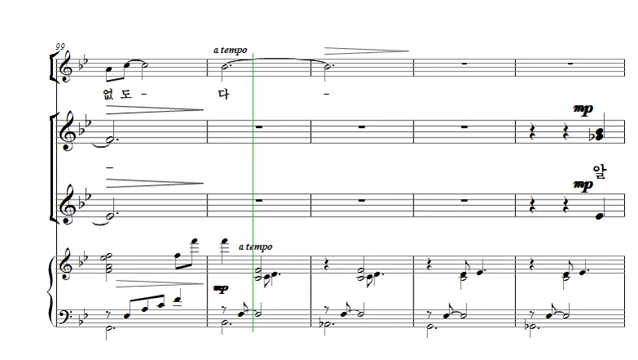 99
a tempo
없도- 다 -
mp
-
알
mp
a tempo
mp